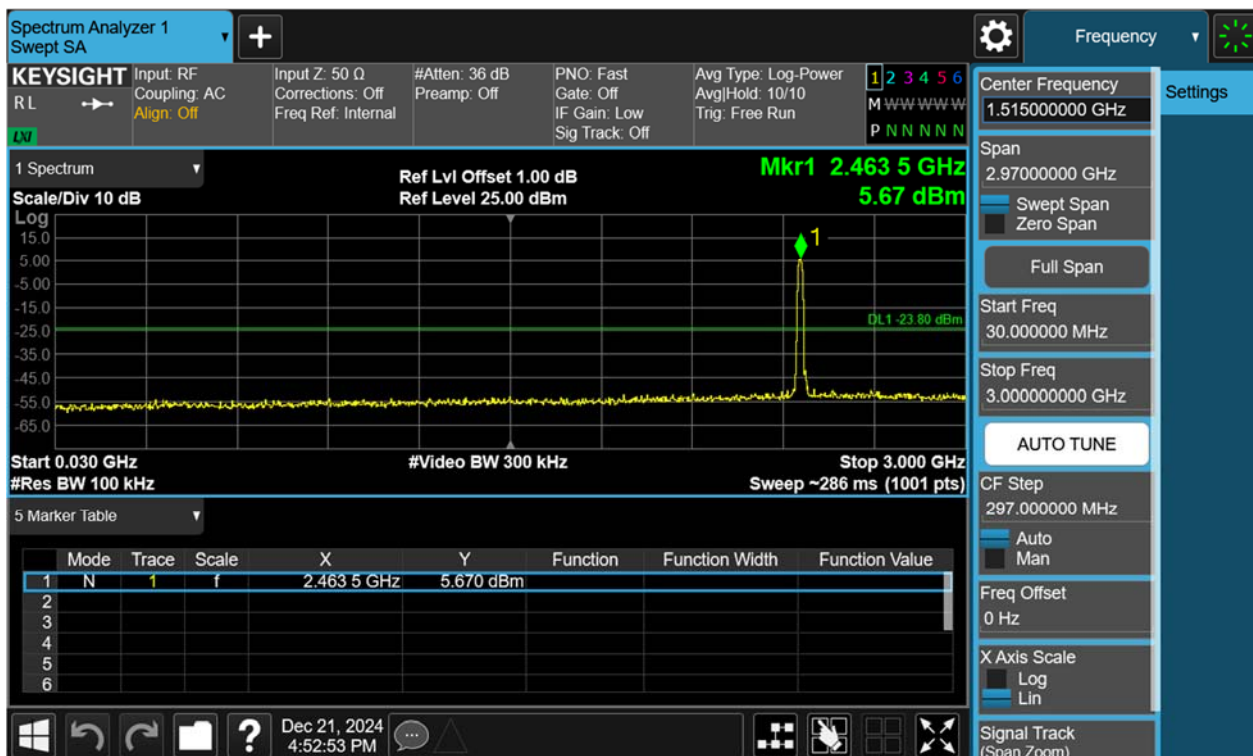 Spectrum Analyzer 1
Swept SA
+
Frequency
KEYSIGHT
R L
LXI
Input: RF
Coupling: AC
Align: Off
Input Z: 50 Ω
Corrections: Off
Freq Ref: Internal
#Atten: 36 dB
Preamp: Off
PNO: Fast
Gate: Off
IF Gain: Low
Sig Track: Off
Avg Type: Log-Power
Avg|Hold: 10/10
Trig: Free Run
1 2 3 4 5 6
M W W W W W
P N N N N N
1 Spectrum
Scale/Div 10 dB
Ref Lvl Offset 1.00 dB
Ref Level 25.00 dBm
Mkr1 2.463 5 GHz
5.67 dBm
Log
15.0
5.00
-5.00
-15.0
-25.0
-35.0
-45.0
-55.0
-65.0
1
DL1 -23.80 dBm
Start 0.030 GHz
#Res BW 100 kHz
#Video BW 300 kHz
Stop 3.000 GHz
Sweep ~286 ms (1001 pts)
5 Marker Table
Mode Trace Scale X Y Function Function Width Function Value
1 N 1 f 2.463 5 GHz 5.670 dBm
2
3
4
5
6
Dec 21, 2024
4:52:53 PM
?
Center Frequency
1.515000000 GHz
Settings
Span
2.97000000 GHz
Swept Span
Zero Span
Full Span
Start Freq
30.000000 MHz
Stop Freq
3.000000000 GHz
AUTO TUNE
CF Step
297.000000 MHz
Auto
Man
Freq Offset
0 Hz
X Axis Scale
Log
Lin
Signal Track
(Span Zoom)